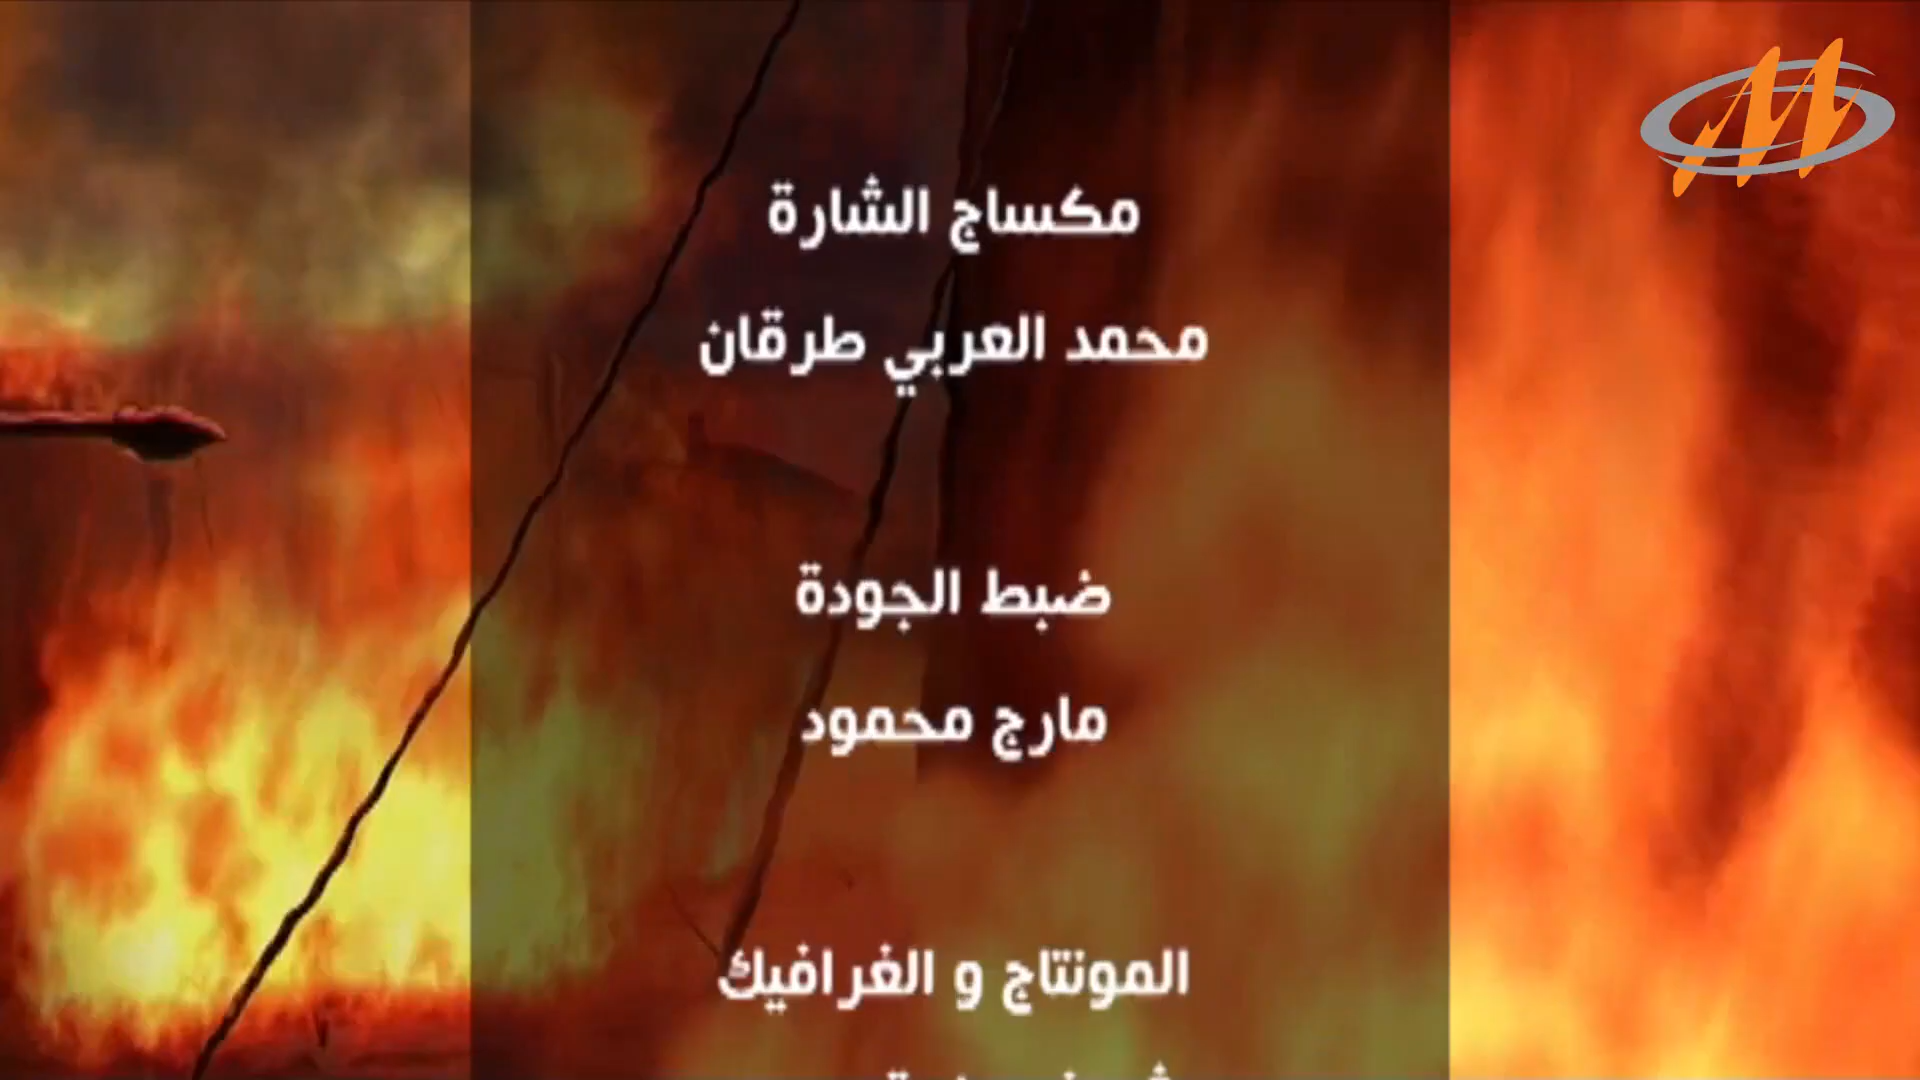 مكساج الشارة
محمد العربي طرقان
ضبط الجودة
مارج محمود
المونتاج و الغرافيك